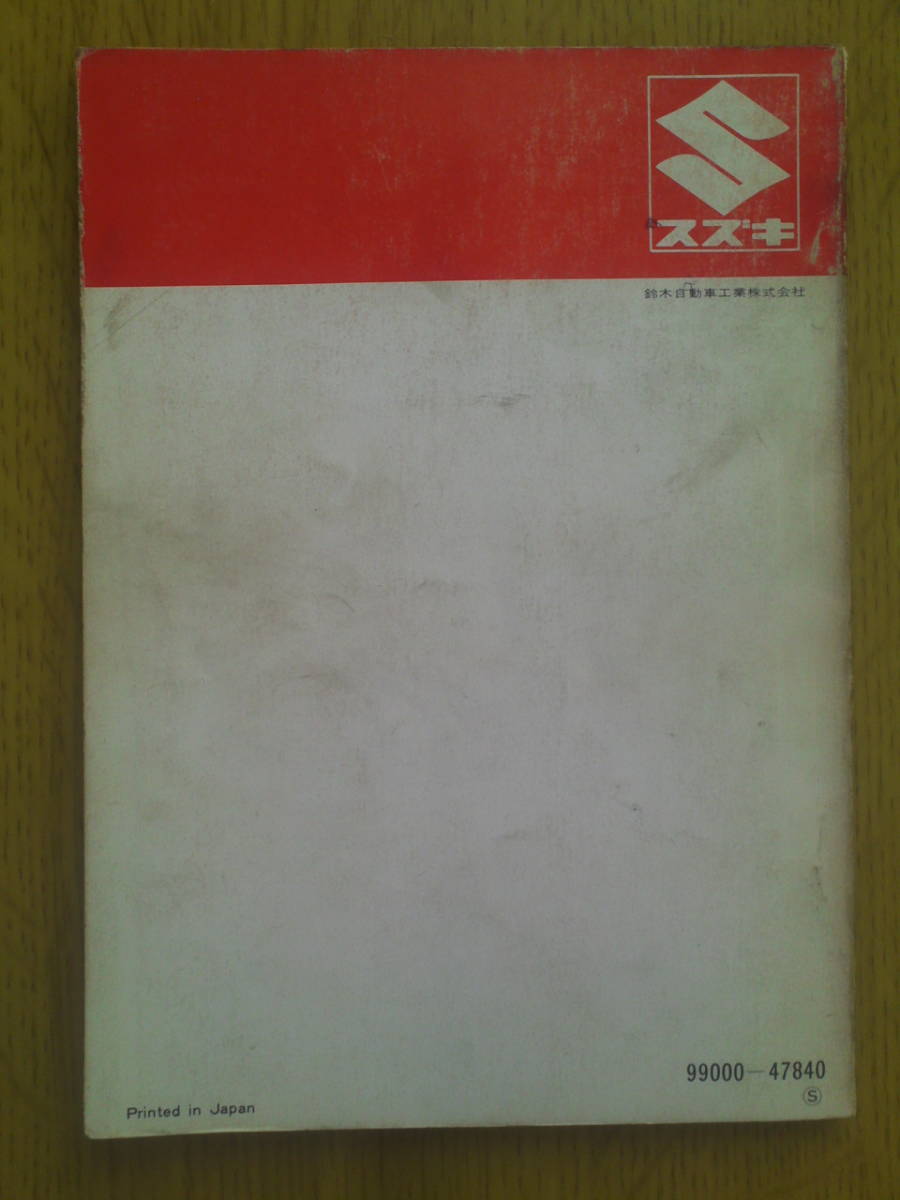 スズキ
鈴木自動車工業株式会社
99000-47840
Ⓢ
Printed in Japan